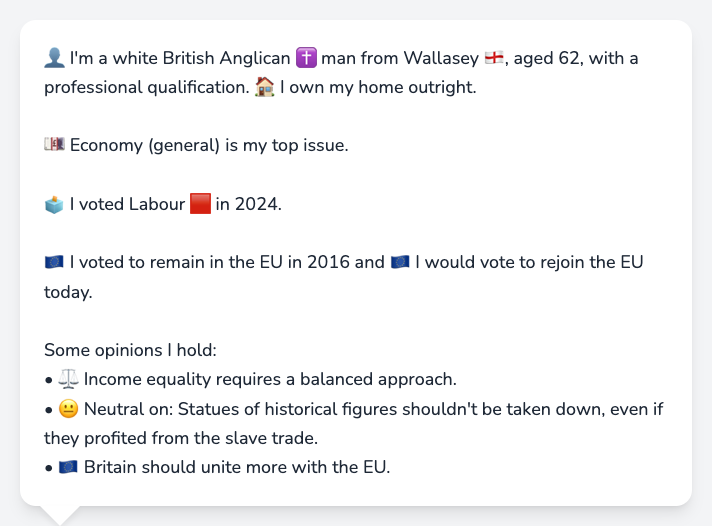 👤 I'm a white British Anglican ✝️ man from Wallasey 🏴󠁧󠁢󠁥󠁮󠁧󠁿, aged 62, with a
professional qualification. 🏠 I own my home outright.
💷 Economy (general) is my top issue.
🗳️ I voted Labour 🟥 in 2024.
🇪🇺 I voted to remain in the EU in 2016 and 🇪🇺 I would vote to rejoin the EU
today.
Some opinions I hold:
• ⚖️ Income equality requires a balanced approach.
• 😐 Neutral on: Statues of historical figures shouldn't be taken down, even if
they profited from the slave trade.
• 🇪🇺 Britain should unite more with the EU.